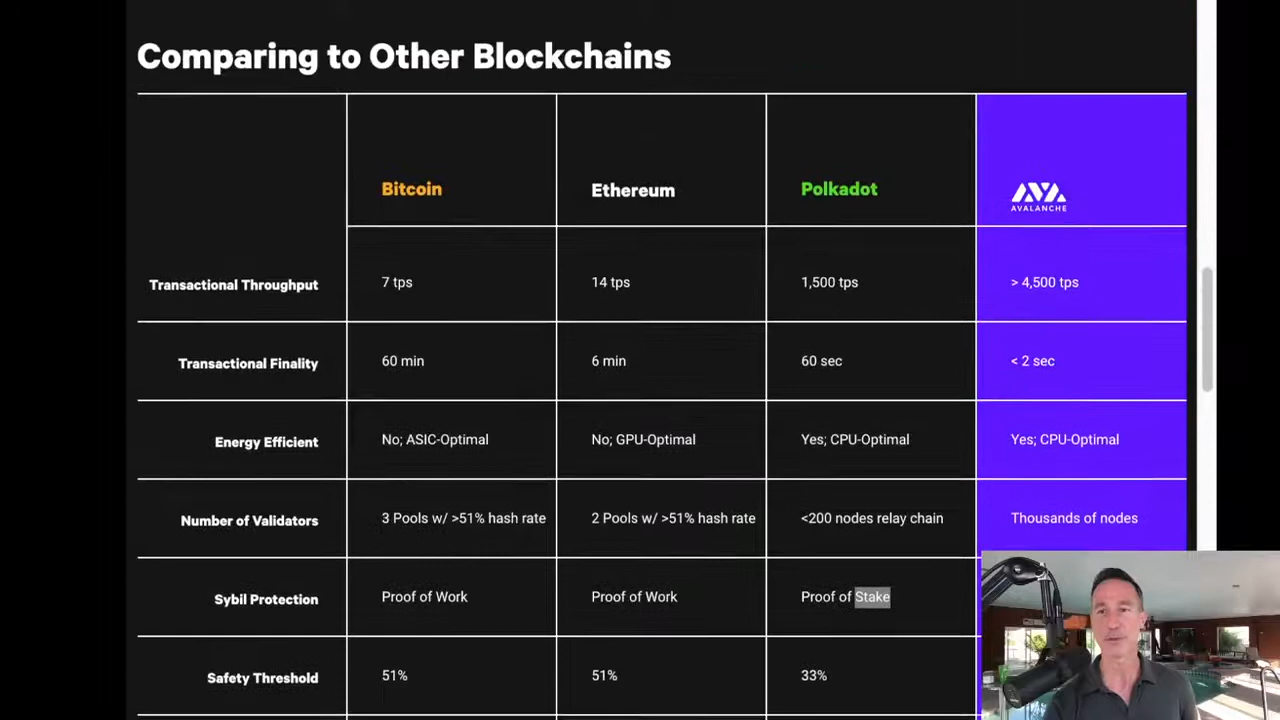 Comparing to Other Blockchains
Bitcoin
Ethereum
Polkadot
AVA
AVALANCHE
Transactional Throughput
7 tps
14 tps
1,500 tps
> 4,500 tps
Transactional Finality
60 min
6 min
60 sec
< 2 sec
Energy Efficient
No; ASIC-Optimal
No; GPU-Optimal
Yes; CPU-Optimal
Yes; CPU-Optimal
Number of Validators
3 Pools w/ >51% hash rate
2 Pools w/ >51% hash rate
<200 nodes relay chain
Thousands of nodes
Sybil Protection
Proof of Work
Proof of Work
Proof of Stake
Safety Threshold
51%
51%
33%